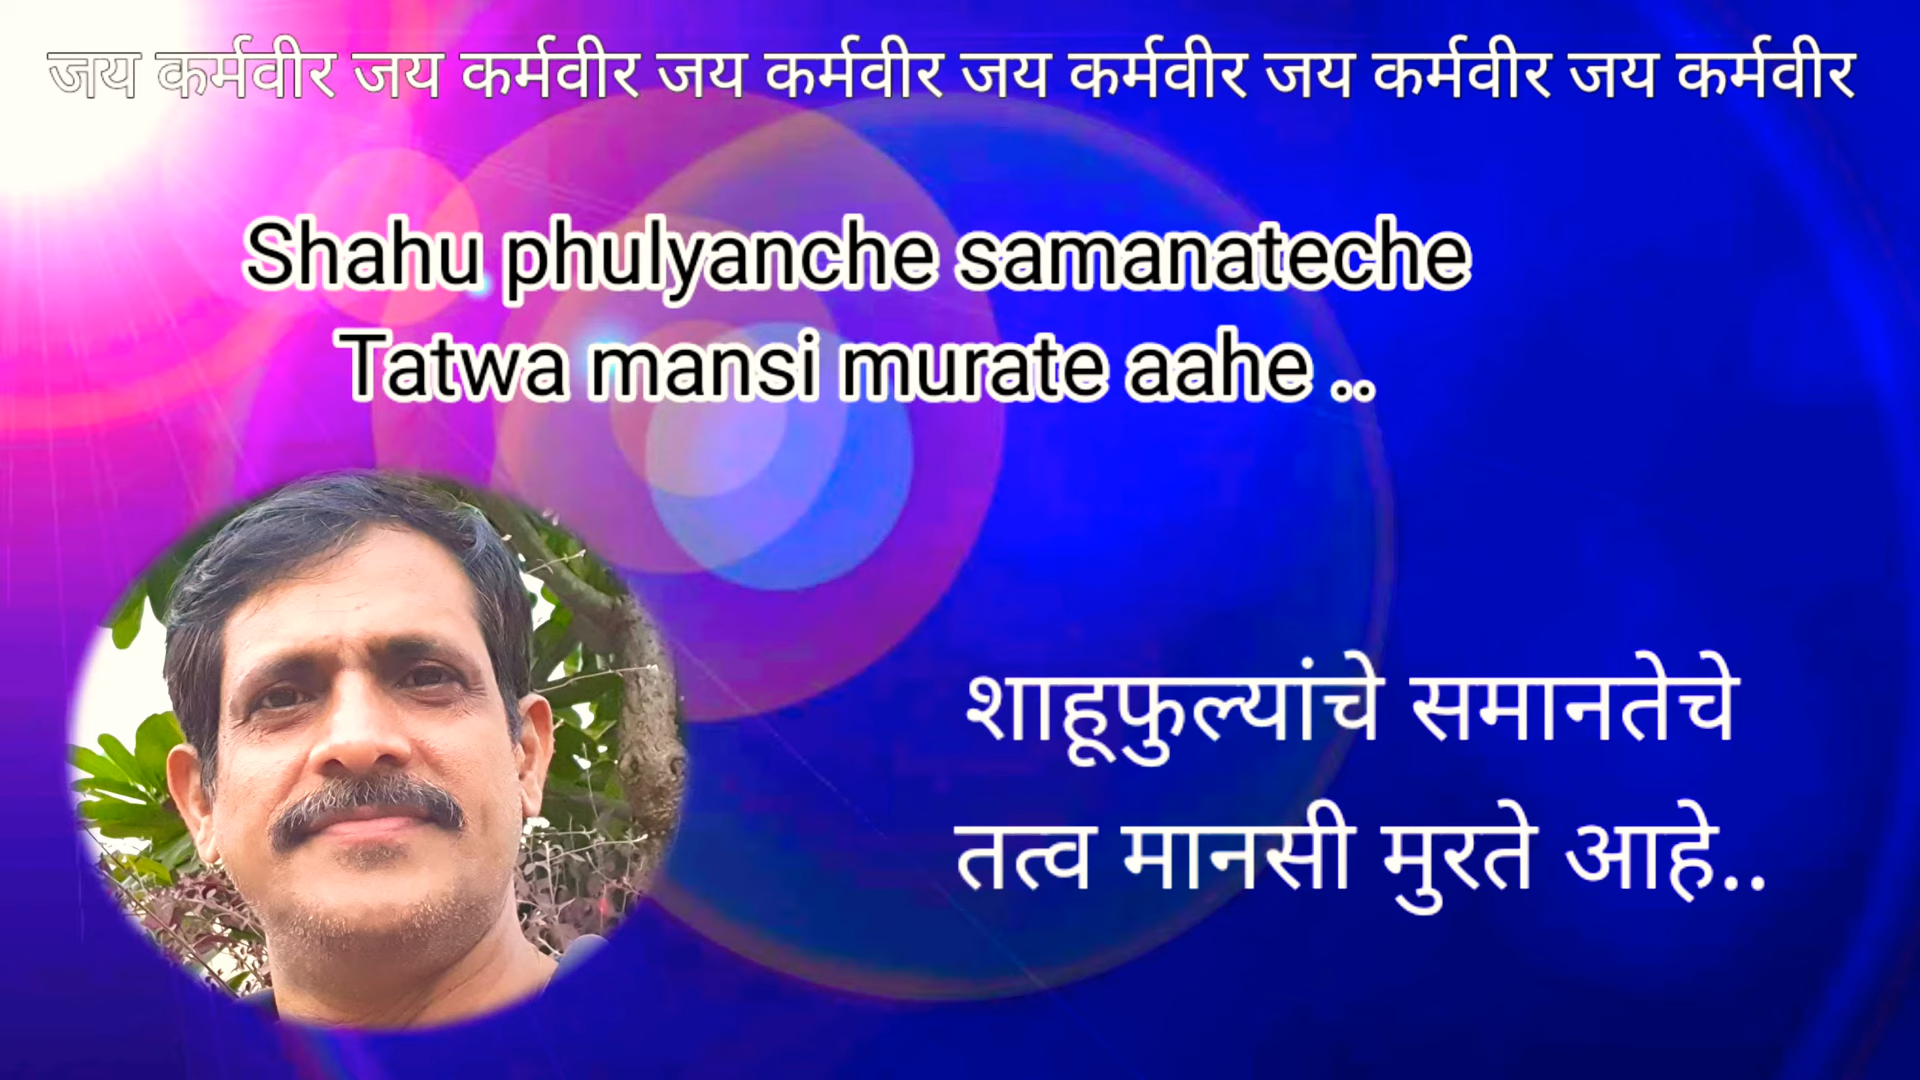 जय कर्मवीर जय कर्मवीर जय कर्मवीर जय कर्मवीर जय कर्मवीर जय कर्मवीर
Shahu phulyanche samanateche
Tatwa mansi murate aahe ..
शाहूफुल्यांचे समानतेचे
तत्व मानसी मुरते आहे..